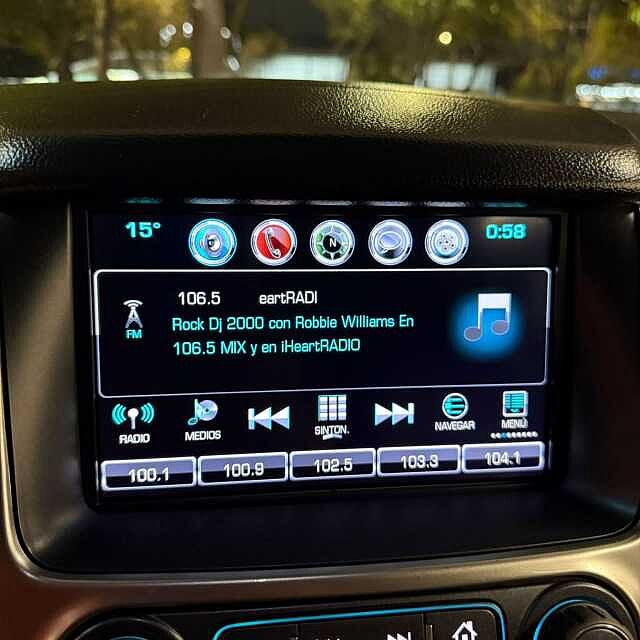 15° N 0:58
106.5 eartRADI
FM
Rock Dj 2000 con Robbie Williams En
106.5 MIX y en iHeartRADIO
RADIO MEDIOS SINTON. NAVEGAR MENÚ
100.1 100.9 102.5 103.3 104.1